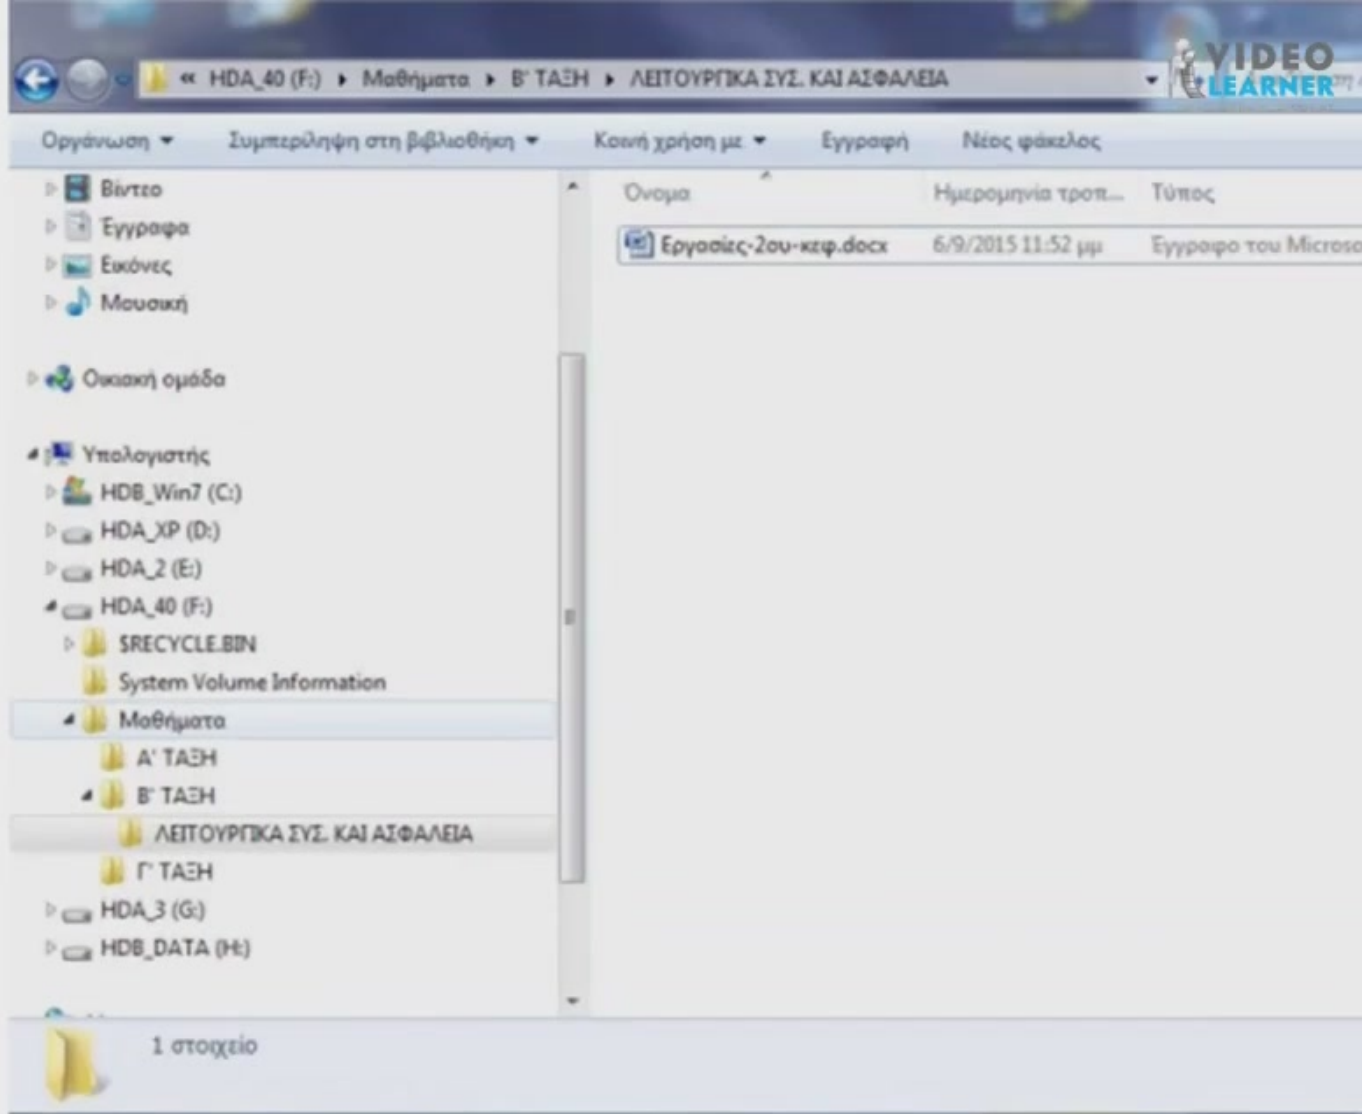 VIDEO
LEARNER
« HDA_40 (F:) ▸ Μαθήματα ▸ Β' ΤΑΞΗ ▸ ΛΕΙΤΟΥΡΓΙΚΑ ΣΥΣ. ΚΑΙ ΑΣΦΑΛΕΙΑ
Οργάνωση Συμπερίληψη στη βιβλιοθήκη Κοινή χρήση με Εγγραφή Νέος φάκελος
Βίντεο
Έγγραφα
Εικόνες
Μουσική
Οικιακή ομάδα
Υπολογιστής
HDB_Win7 (C:)
HDA_XP (D:)
HDA_2 (E:)
HDA_40 (F:)
$RECYCLE.BIN
System Volume Information
Μαθήματα
Α' ΤΑΞΗ
Β' ΤΑΞΗ
ΛΕΙΤΟΥΡΓΙΚΑ ΣΥΣ. ΚΑΙ ΑΣΦΑΛΕΙΑ
Γ' ΤΑΞΗ
HDA_3 (G:)
HDB_DATA (H:)
Όνομα Ημερομηνία τροπ... Τύπος
Εργασίες-2ου-κεφ.docx 6/9/2015 11:52 μμ Έγγραφο του Microso
1 στοιχείο